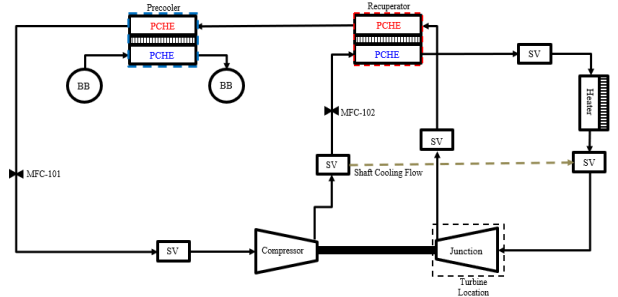 Precooler
Recuperator
PCHE
PCHE
PCHE
PCHE
SV
BB
BB
Heater
MFC-102
SV
SV
SV
Shaft Cooling Flow
MFC-101
SV
Compressor
Junction
Turbine
Location